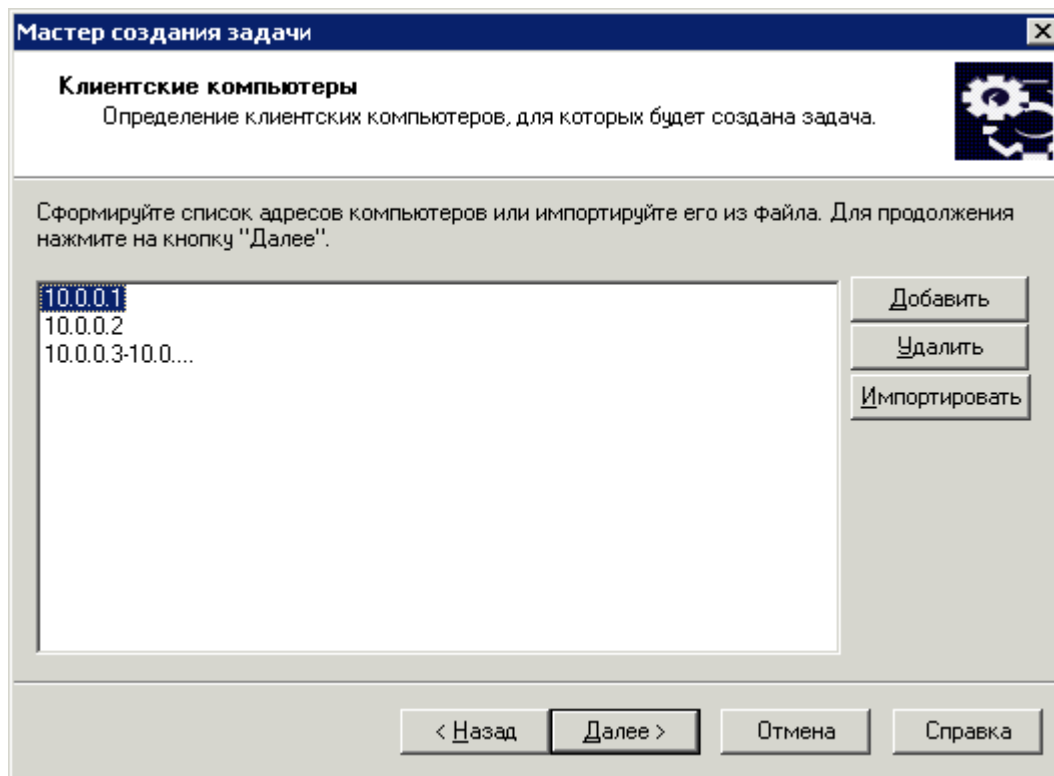 Мастер создания задачи
Клиентские компьютеры
Определение клиентских компьютеров, для которых будет создана задача.
Сформируйте список адресов компьютеров или импортируйте его из файла. Для продолжения
нажмите на кнопку "Далее".
10.0.0.1
10.0.0.2
10.0.0.3-10.0....
Добавить
Удалить
Импортировать
< Назад
Далее >
Отмена
Справка